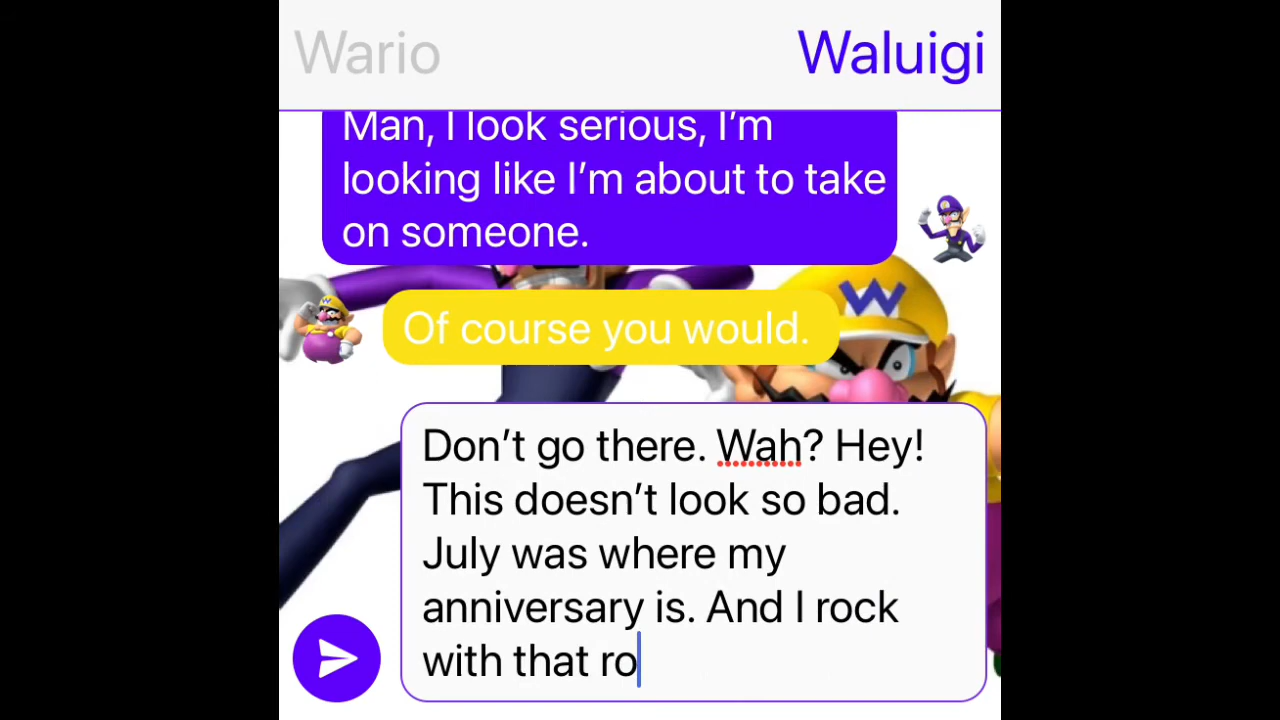 Wario
Waluigi
Man, I look serious, I’m
looking like I’m about to take
on someone.
Of course you would.
Don’t go there. Wah? Hey!
This doesn’t look so bad.
July was where my
anniversary is. And I rock
with that ro